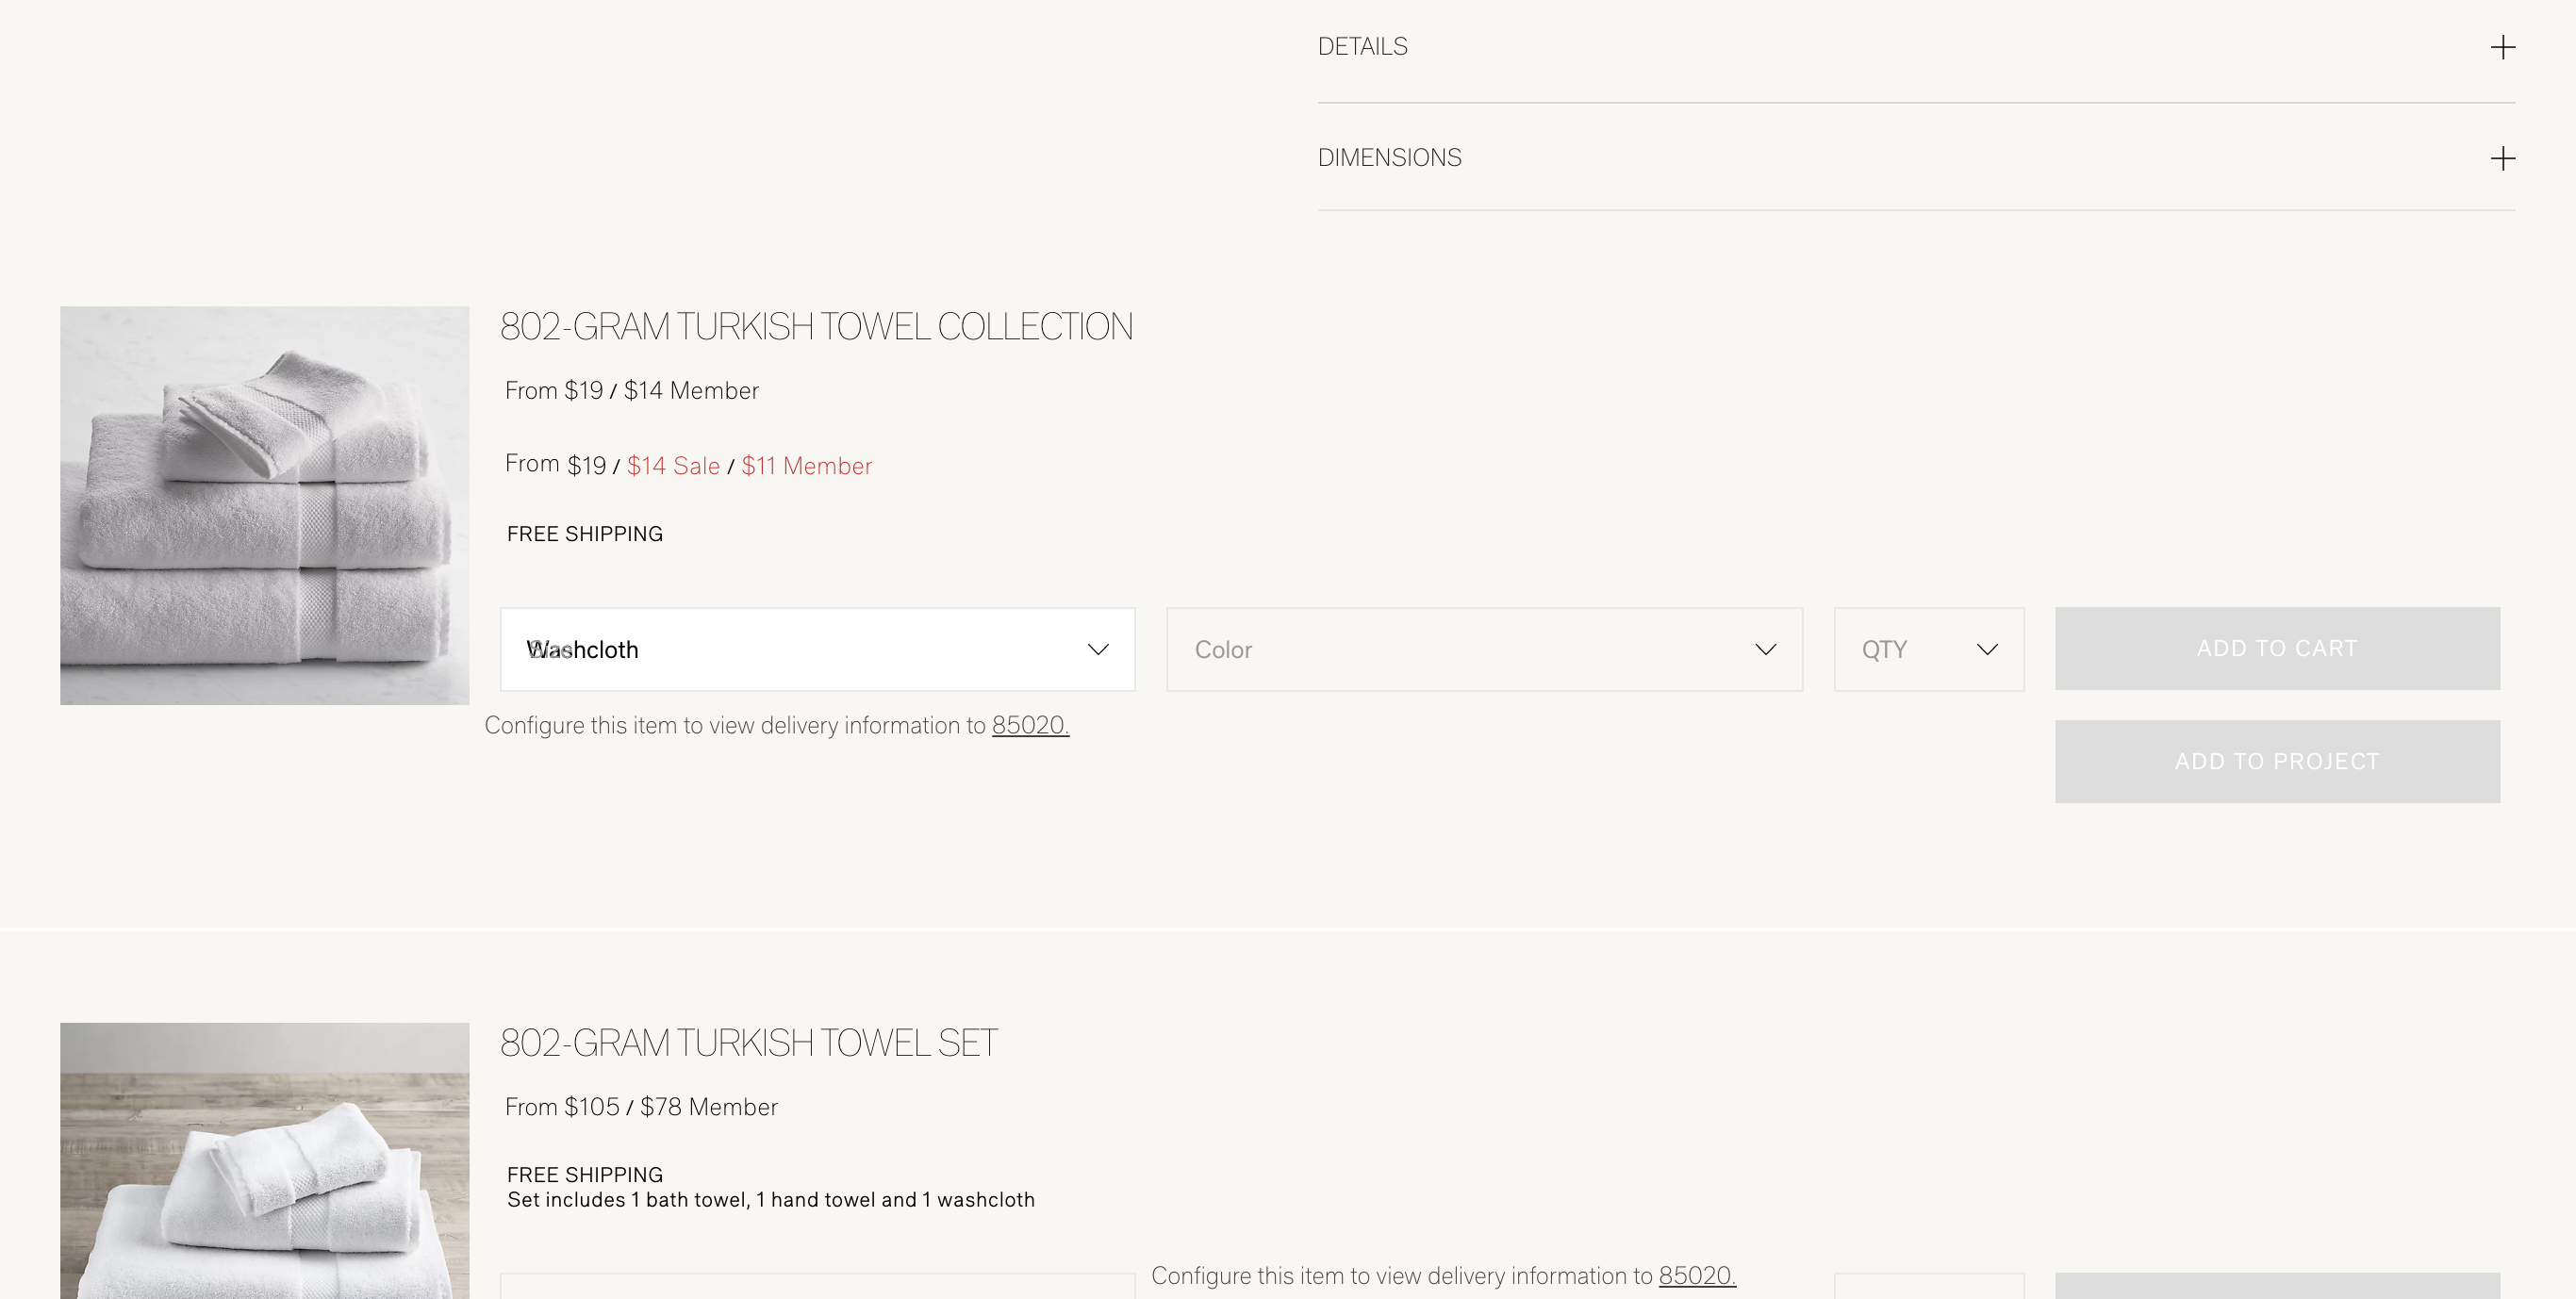 DETAILS
DIMENSIONS
802-GRAM TURKISH TOWEL COLLECTION
From $19 / $14 Member
From $19 / $14 Sale / $11 Member
FREE SHIPPING
Washcloth
Color
QTY
ADD TO CART
Configure this item to view delivery information to 85020.
ADD TO PROJECT
802-GRAM TURKISH TOWEL SET
From $105 / $78 Member
FREE SHIPPING
Set includes 1 bath towel, 1 hand towel and 1 washcloth
Configure this item to view delivery information to 85020.